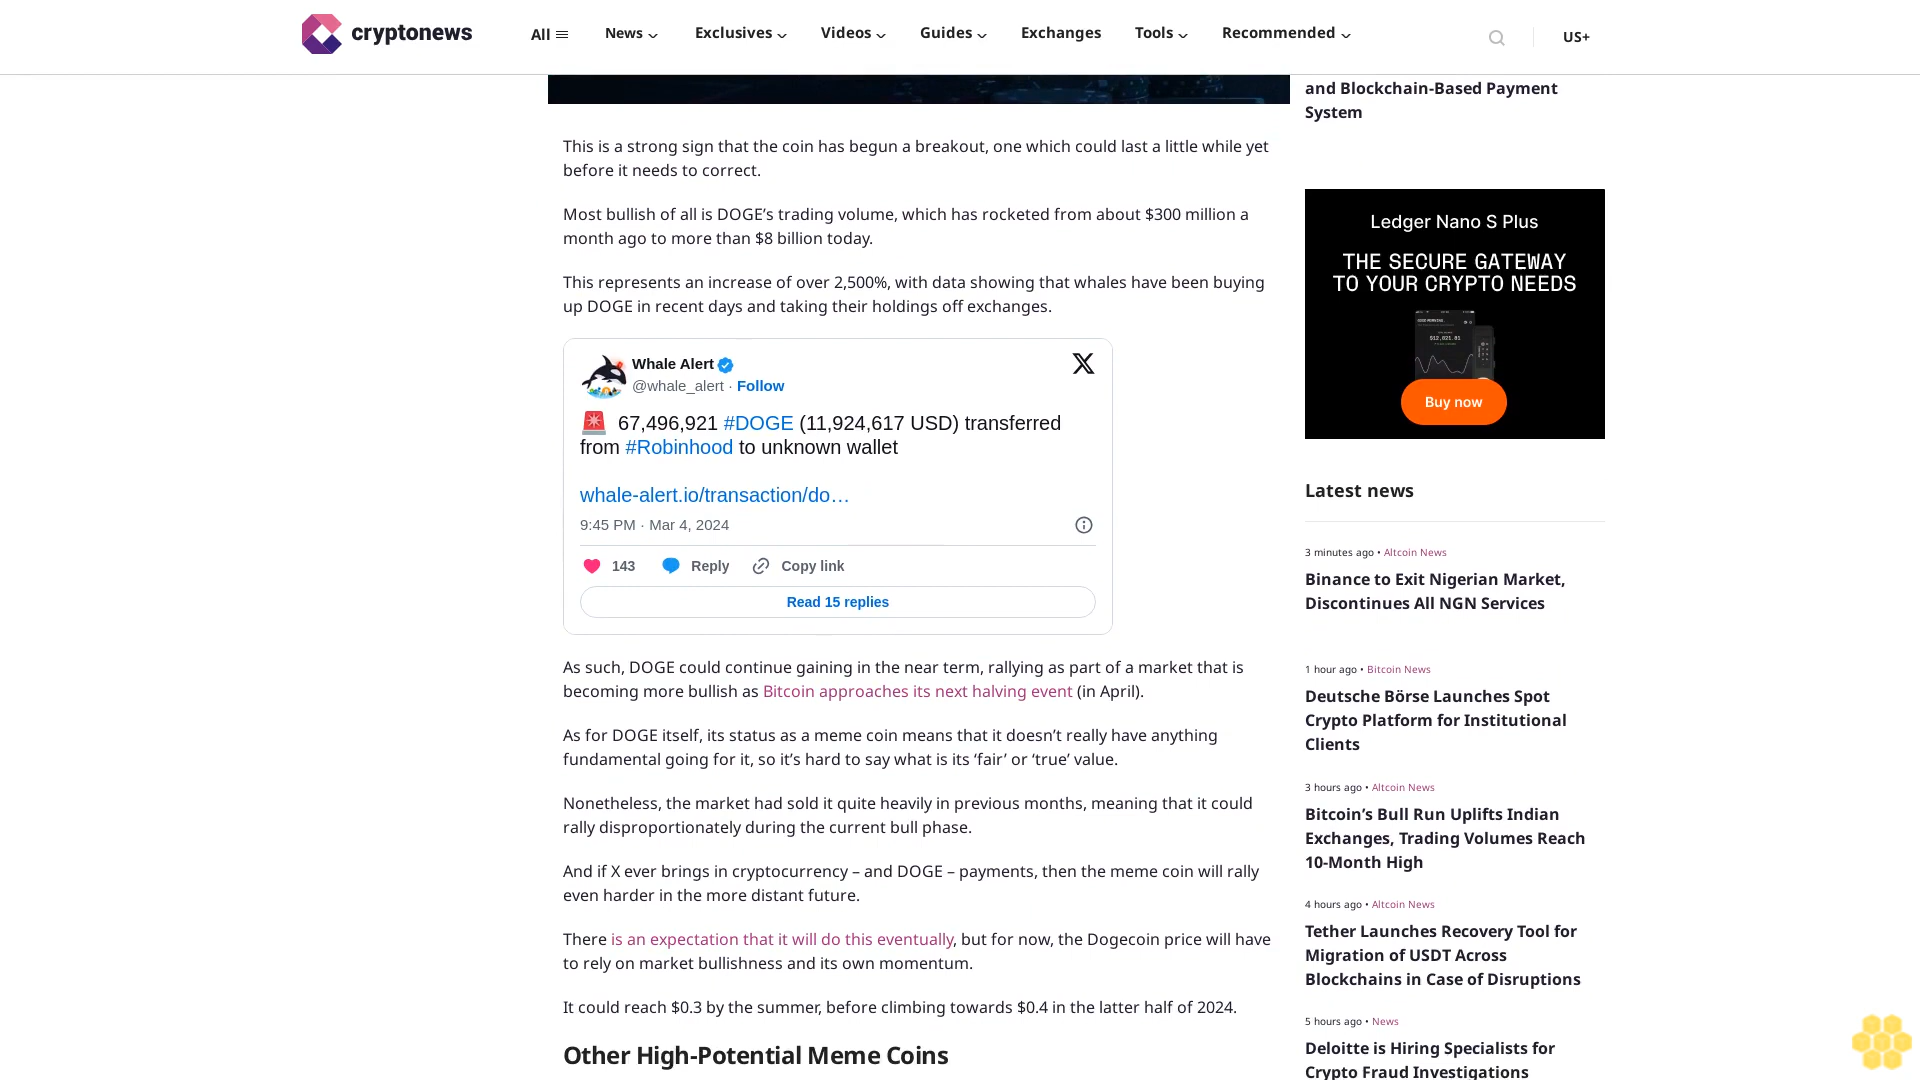 cryptonews
All
News
Exclusives
Videos
Guides
Exchanges
Tools
Recommended
US+
This is a strong sign that the coin has begun a breakout, one which could last a little while yet
before it needs to correct.
Most bullish of all is DOGE’s trading volume, which has rocketed from about $300 million a
month ago to more than $8 billion today.
This represents an increase of over 2,500%, with data showing that whales have been buying
up DOGE in recent days and taking their holdings off exchanges.
Whale Alert
@whale_alert · Follow
🚨 67,496,921 #DOGE (11,924,617 USD) transferred
from #Robinhood to unknown wallet
whale-alert.io/transaction/do…
9:45 PM · Mar 4, 2024
143
Reply
Copy link
Read 15 replies
As such, DOGE could continue gaining in the near term, rallying as part of a market that is
becoming more bullish as Bitcoin approaches its next halving event (in April).
As for DOGE itself, its status as a meme coin means that it doesn’t really have anything
fundamental going for it, so it’s hard to say what is its ‘fair’ or ‘true’ value.
Nonetheless, the market had sold it quite heavily in previous months, meaning that it could
rally disproportionately during the current bull phase.
And if X ever brings in cryptocurrency – and DOGE – payments, then the meme coin will rally
even harder in the more distant future.
There is an expectation that it will do this eventually, but for now, the Dogecoin price will have
to rely on market bullishness and its own momentum.
It could reach $0.3 by the summer, before climbing towards $0.4 in the latter half of 2024.
Other High-Potential Meme Coins
and Blockchain-Based Payment
System
Ledger Nano S Plus
THE SECURE GATEWAY
TO YOUR CRYPTO NEEDS
$12,021.01
Buy now
Latest news
3 minutes ago • Altcoin News
Binance to Exit Nigerian Market,
Discontinues All NGN Services
1 hour ago • Bitcoin News
Deutsche Börse Launches Spot
Crypto Platform for Institutional
Clients
3 hours ago • Altcoin News
Bitcoin’s Bull Run Uplifts Indian
Exchanges, Trading Volumes Reach
10-Month High
4 hours ago • Altcoin News
Tether Launches Recovery Tool for
Migration of USDT Across
Blockchains in Case of Disruptions
5 hours ago • News
Deloitte is Hiring Specialists for
Crypto Fraud Investigations